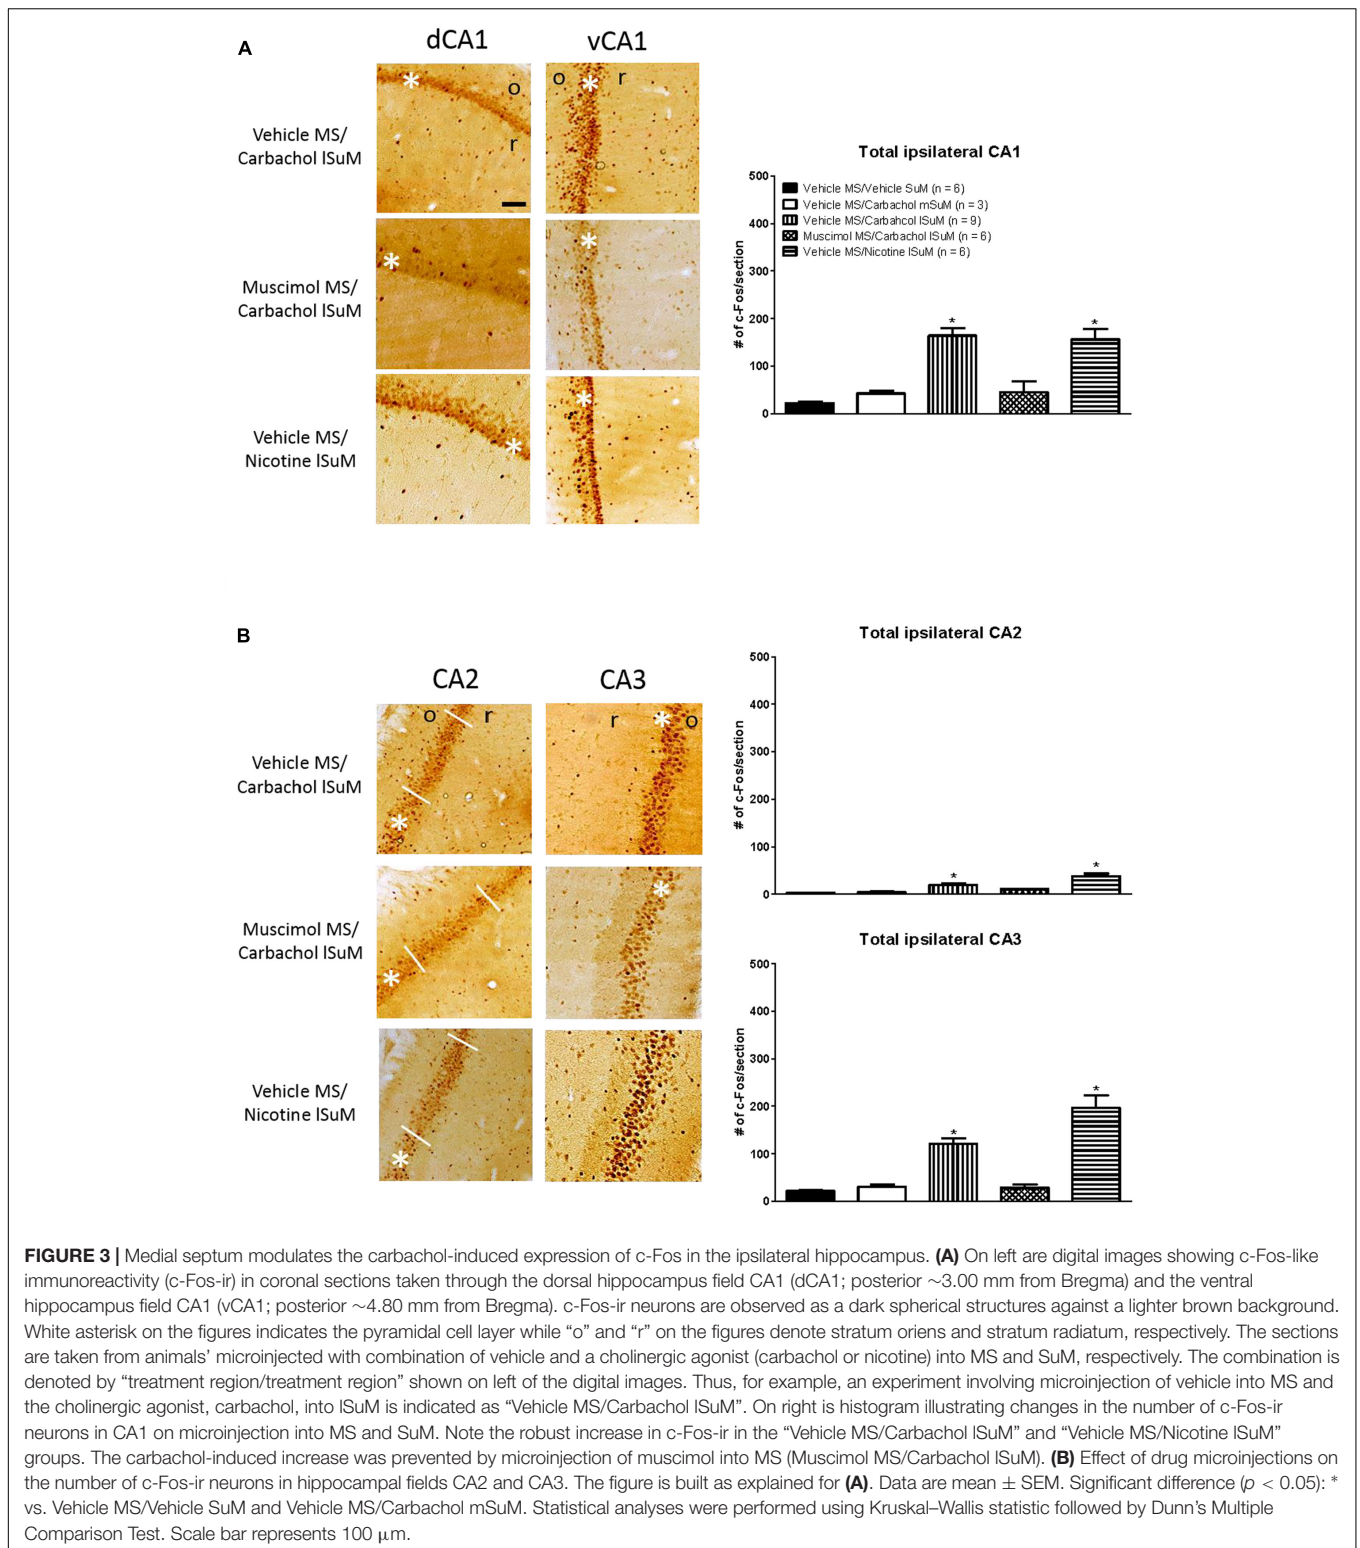 A
dCA1
vCA1
Vehicle MS/
Carbachol lSuM
*
o
r
o
*
r
Muscimol MS/
Carbachol lSuM
*
*
Vehicle MS/
Nicotine lSuM
*
*
Total ipsilateral CA1
# of c-Fos/section
500
400
300
200
100
0
Vehicle MS/Vehicle SuM (n = 6)
Vehicle MS/Carbachol mSuM (n = 3)
Vehicle MS/Carbahcol lSuM (n = 9)
Muscimol MS/Carbachol lSuM (n = 6)
Vehicle MS/Nicotine lSuM (n = 6)
*
*
B
CA2
CA3
Vehicle MS/
Carbachol lSuM
o
r
*
r
*
o
Muscimol MS/
Carbachol lSuM
*
*
Vehicle MS/
Nicotine lSuM
*
Total ipsilateral CA2
# of c-Fos/section
500
400
300
200
100
0
*
*
Total ipsilateral CA3
# of c-Fos/section
500
400
300
200
100
0
*
*
FIGURE 3 | Medial septum modulates the carbachol-induced expression of c-Fos in the ipsilateral hippocampus. (A) On left are digital images showing c-Fos-like
immunoreactivity (c-Fos-ir) in coronal sections taken through the dorsal hippocampus field CA1 (dCA1; posterior ~3.00 mm from Bregma) and the ventral
hippocampus field CA1 (vCA1; posterior ~4.80 mm from Bregma). c-Fos-ir neurons are observed as a dark spherical structures against a lighter brown background.
White asterisk on the figures indicates the pyramidal cell layer while “o” and “r” on the figures denote stratum oriens and stratum radiatum, respectively. The sections
are taken from animals’ microinjected with combination of vehicle and a cholinergic agonist (carbachol or nicotine) into MS and SuM, respectively. The combination is
denoted by “treatment region/treatment region” shown on left of the digital images. Thus, for example, an experiment involving microinjection of vehicle into MS and
the cholinergic agonist, carbachol, into lSuM is indicated as “Vehicle MS/Carbachol lSuM”. On right is histogram illustrating changes in the number of c-Fos-ir
neurons in CA1 on microinjection into MS and SuM. Note the robust increase in c-Fos-ir in the “Vehicle MS/Carbachol lSuM” and “Vehicle MS/Nicotine lSuM”
groups. The carbachol-induced increase was prevented by microinjection of muscimol into MS (Muscimol MS/Carbachol lSuM). (B) Effect of drug microinjections on
the number of c-Fos-ir neurons in hippocampal fields CA2 and CA3. The figure is built as explained for (A). Data are mean ± SEM. Significant difference (p < 0.05): *
vs. Vehicle MS/Vehicle SuM and Vehicle MS/Carbachol mSuM. Statistical analyses were performed using Kruskal–Wallis statistic followed by Dunn’s Multiple
Comparison Test. Scale bar represents 100 μm.